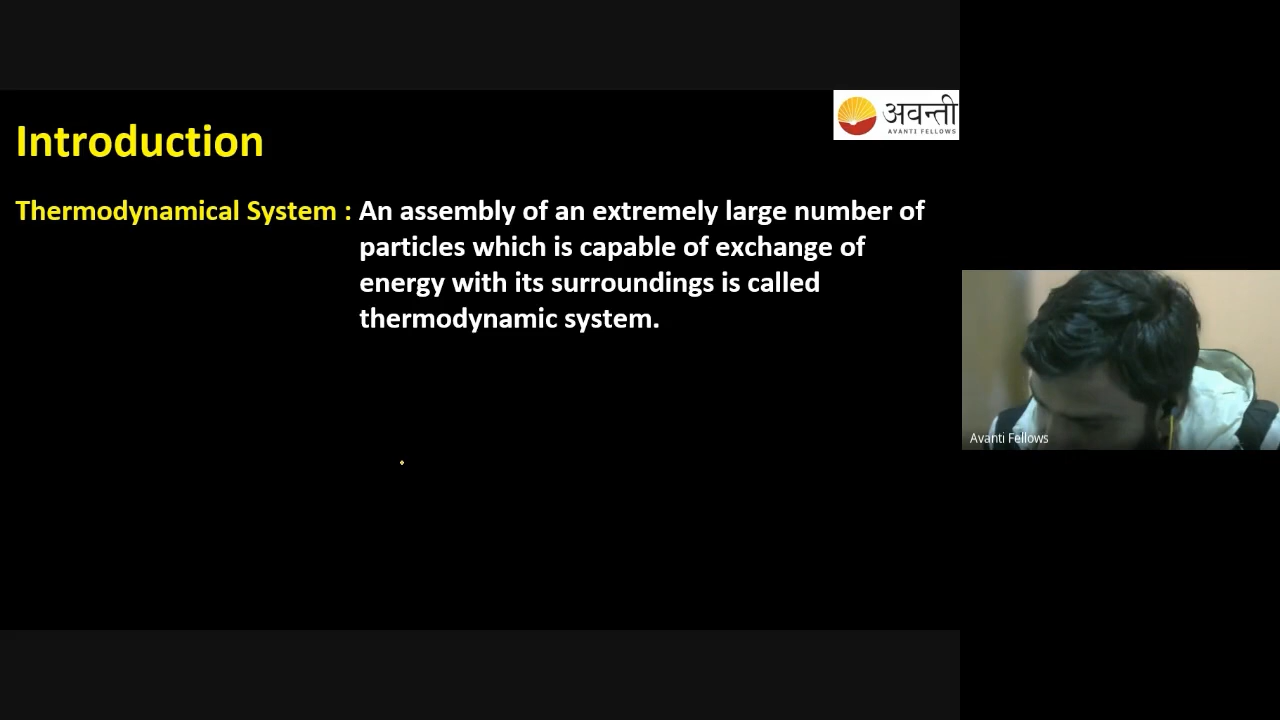 अवन्ती
AVANTI FELLOWS
Introduction
Thermodynamical System : An assembly of an extremely large number of
particles which is capable of exchange of
energy with its surroundings is called
thermodynamic system.
Avanti Fellows